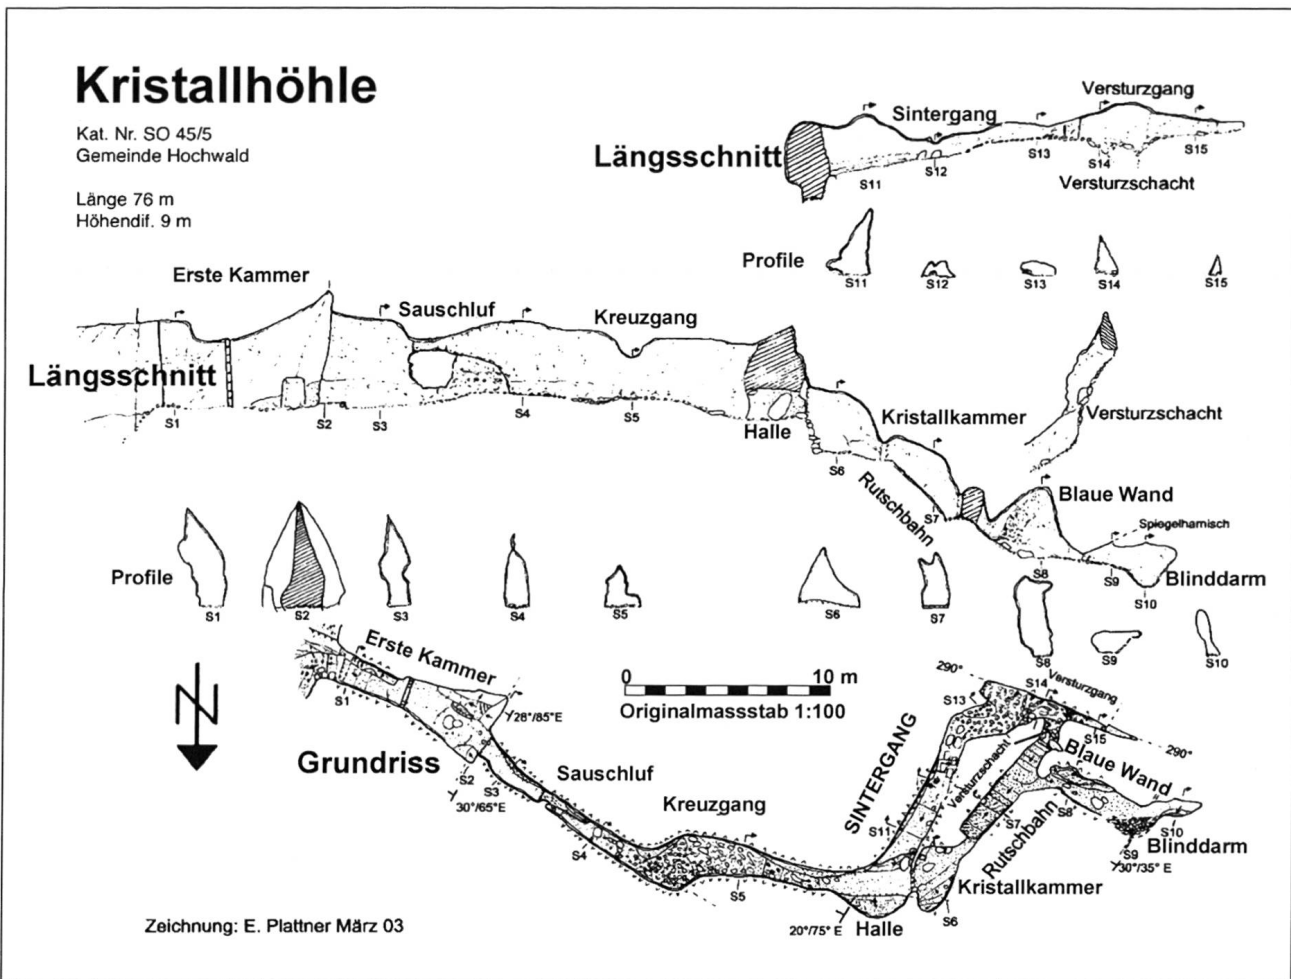 Kristallhöhle
Kat. Nr. SO 45/5
Gemeinde Hochwald
Länge 76 m
Höhendif. 9 m
Versturzgang
Sintergang
Längsschnitt
S11
S12
S13
S14
S15
Versturzschacht
Profile
S11
S12
S13
S14
S15
Erste Kammer
Sauschluf
Kreuzgang
Längsschnitt
S1
S2
S3
S4
S5
Halle
Kristallkammer
S6
Rutschbahn
S7
Versturzschacht
Blaue Wand
Spiegelharnisch
S8
S9
S10
Blinddarm
Profile
S1
S2
S3
S4
S5
S6
S7
S8
S9
S10
N
0 10 m
Originalmassstab 1:100
Grundriss
Erste Kammer
S1
28°/85°E
S2
30°/65°E
S3
Sauschluf
S4
Kreuzgang
S5
20°/75° E
Halle
SINTERGANG
S11
S13
290°
S14
Versturzgang
S15
290°
Versturzschacht
Blaue Wand
S7
Rutschbahn
S8
S10
S9
30°/35° E
Blinddarm
Kristallkammer
S6
Zeichnung: E. Plattner März 03